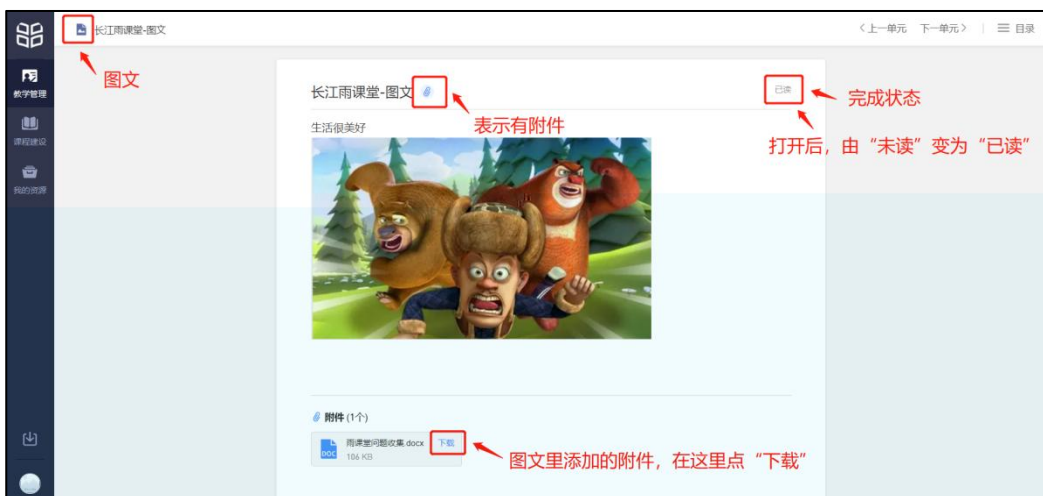 长江雨课堂-图文
上一单元 下一单元
目录
图文
教学管理
课程建设
我的资源
长江雨课堂-图文
已读
完成状态
表示有附件
打开后，由“未读”变为“已读”
生活很美好
附件(1个)
雨课堂问题收集.docx 下载
DOC
106 KB
图文里添加的附件，在这里点“下载”